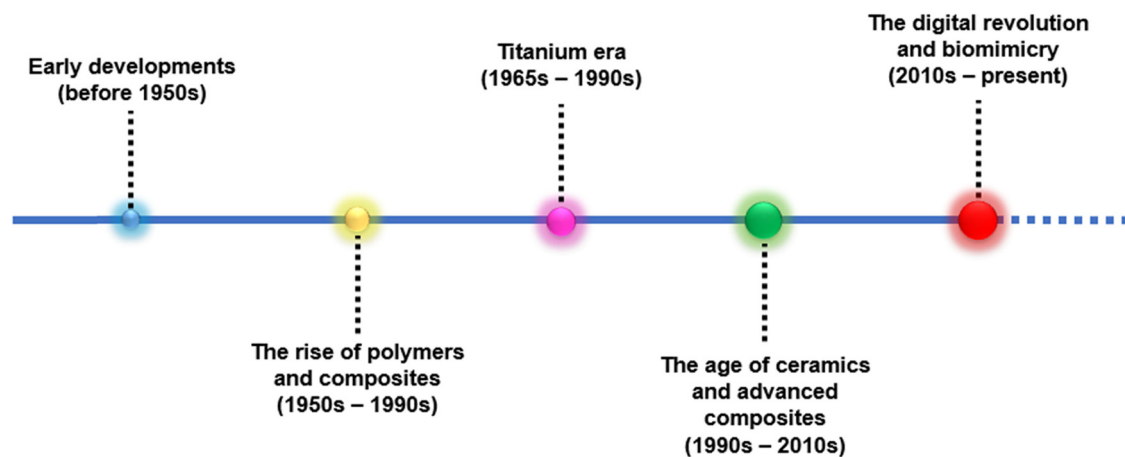 Early developments
(before 1950s)
The rise of polymers
and composites
(1950s – 1990s)
Titanium era
(1965s – 1990s)
The age of ceramics
and advanced
composites
(1990s – 2010s)
The digital revolution
and biomimicry
(2010s – present)